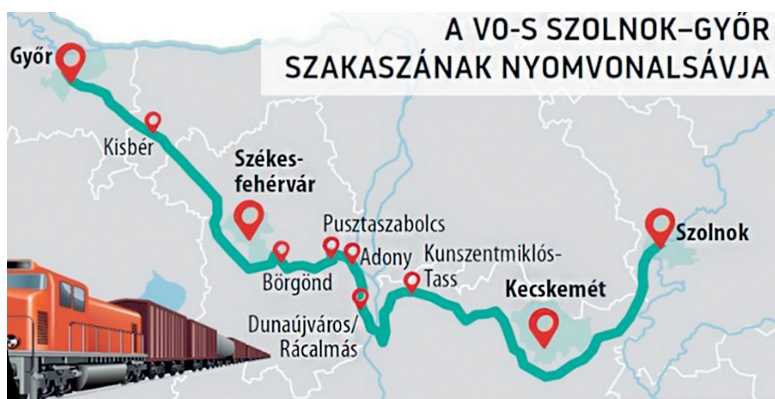 A V0-S SZOLNOK–GYŐR
SZAKASZÁNAK NYOMVONALSÁVJA
Győr
Kisbér
Székes-
fehérvár
Börgönd
Pusztaszabolcs
Adony
Dunaújváros/
Rácalmás
Kunszentmiklós-
Tass
Kecskemét
Szolnok